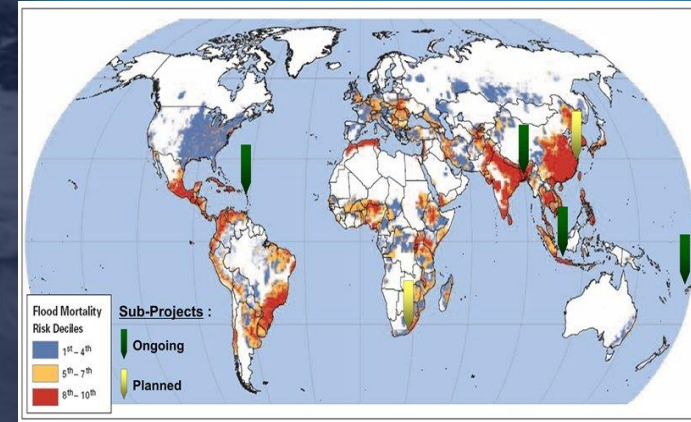 Flood Mortality
Risk Deciles
1st – 4th
5th – 7th
8th – 10th
Sub-Projects :
Ongoing
Planned